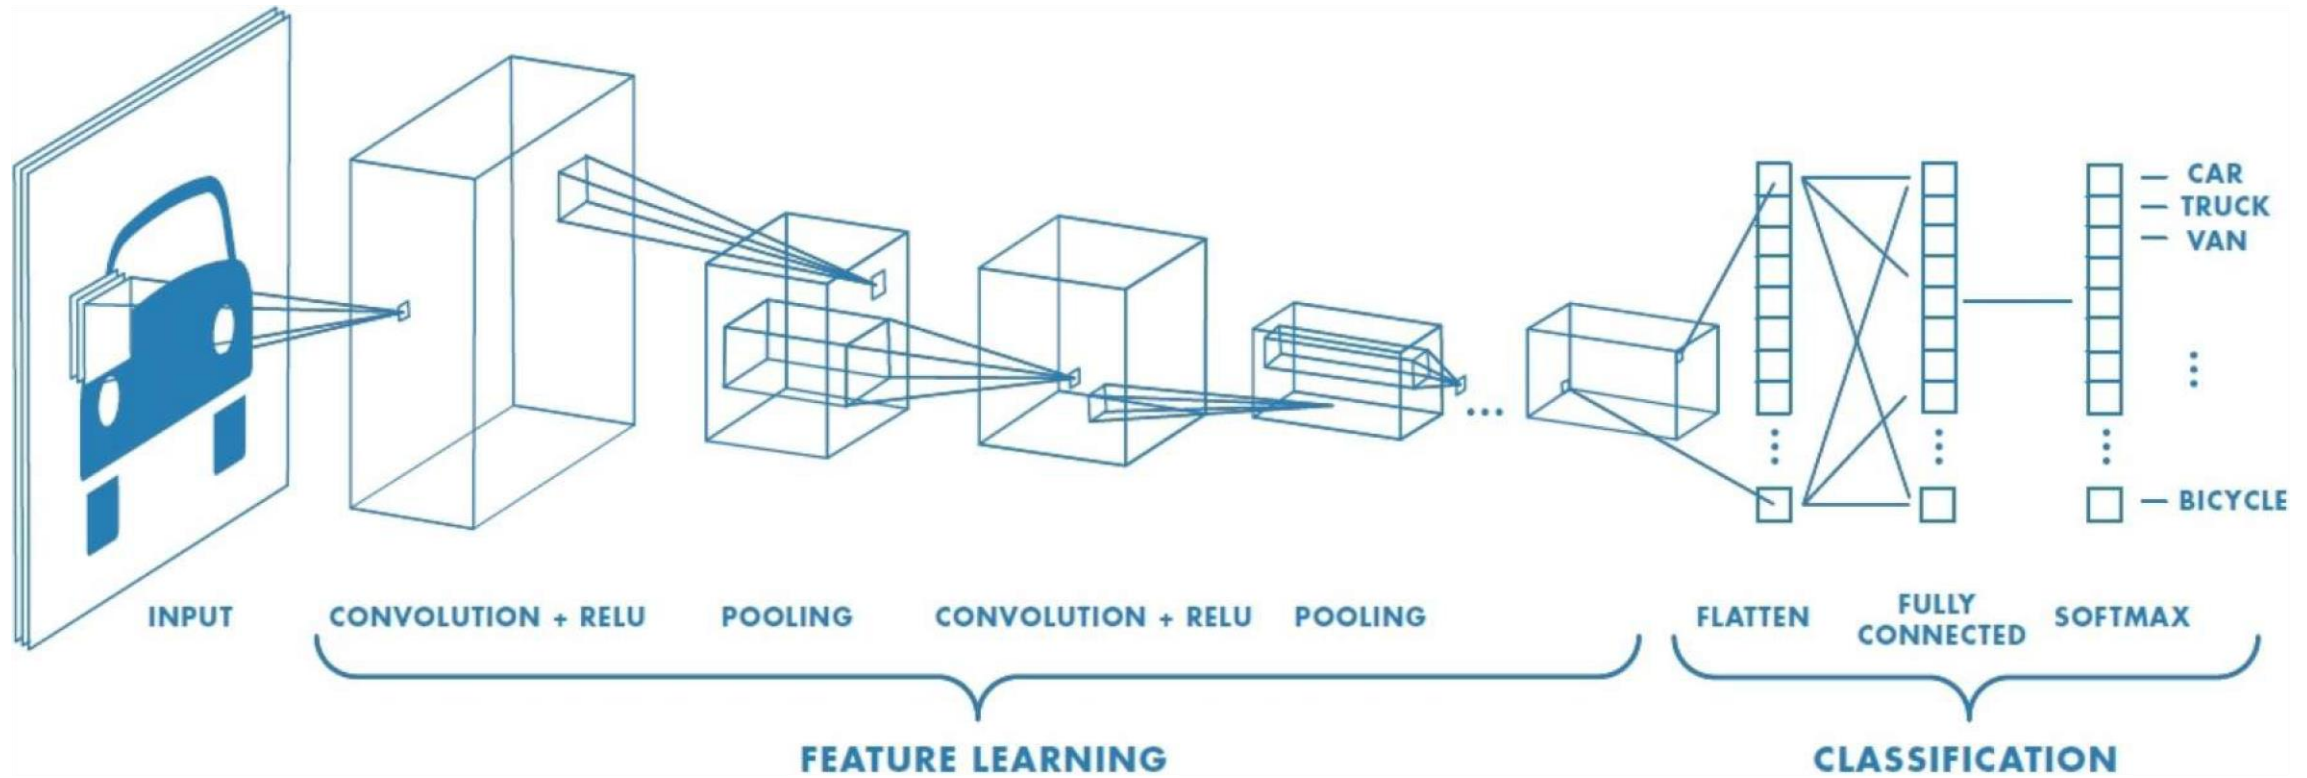 CAR
TRUCK
VAN
BICYCLE
INPUT
CONVOLUTION + RELU
POOLING
CONVOLUTION + RELU
POOLING
FLATTEN
FULLY
CONNECTED
SOFTMAX
FEATURE LEARNING
CLASSIFICATION